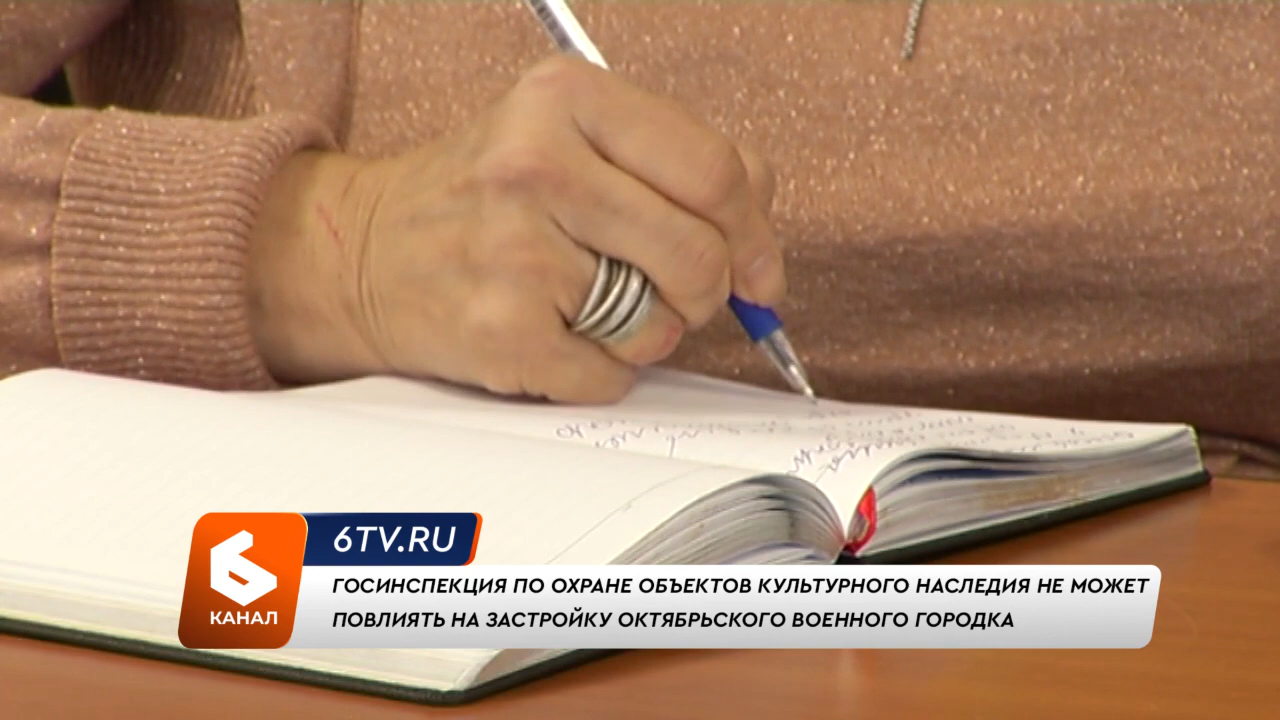 6TV.RU
КАНАЛ
ГОСИНСПЕКЦИЯ ПО ОХРАНЕ ОБЪЕКТОВ КУЛЬТУРНОГО НАСЛЕДИЯ НЕ МОЖЕТ
ПОВЛИЯТЬ НА ЗАСТРОЙКУ ОКТЯБРЬСКОГО ВОЕННОГО ГОРОДКА